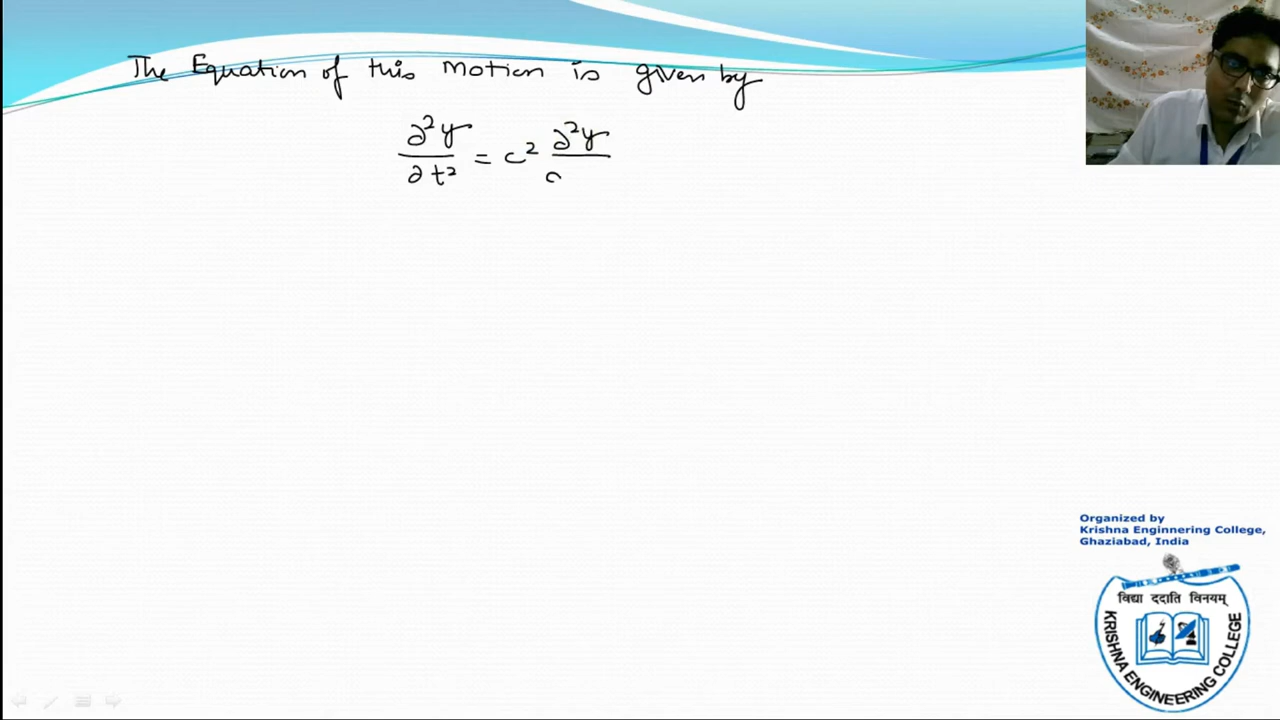 The Equation of this motion is given by
∂²y / ∂t² = c² ∂²y / ∂
Organized by
Krishna Enginnering College,
Ghaziabad, India
विद्या ददाति विनयम्
KRISHNA ENGINEERING COLLEGE